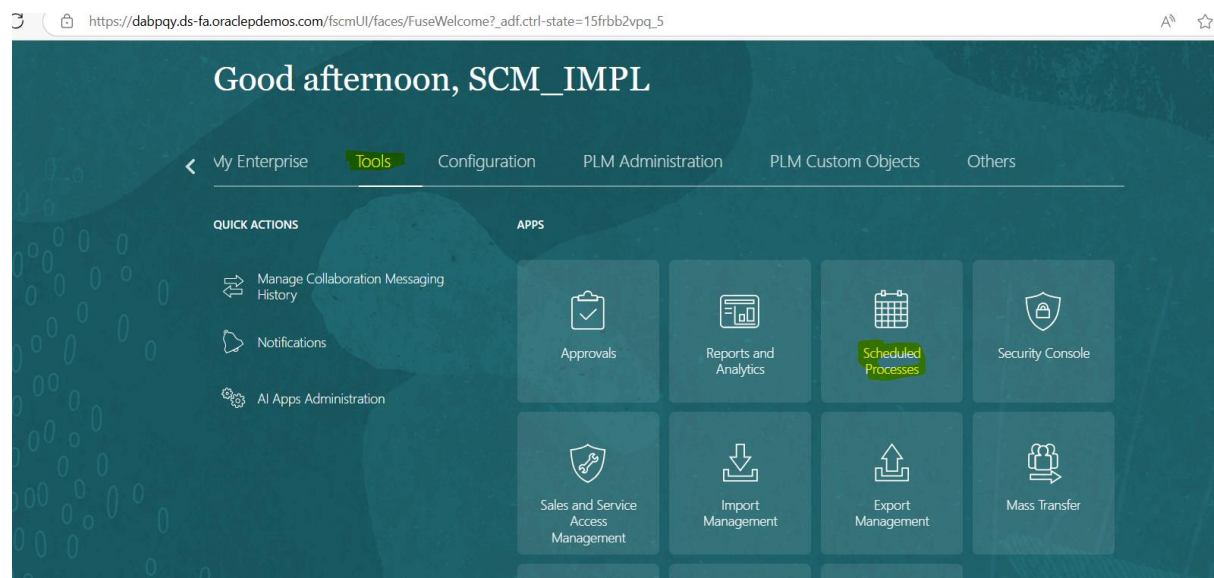 https://dabpqy.ds-fa.oraclepdemos.com/fscmUI/faces/FuseWelcome?_adf.ctrl-state=15frbb2vpq_5
Good afternoon, SCM_IMPL
My Enterprise Tools Configuration PLM Administration PLM Custom Objects Others
QUICK ACTIONS
Manage Collaboration Messaging
History
Notifications
AI Apps Administration
APPS
Approvals
Reports and
Analytics
Scheduled
Processes
Security Console
Sales and Service
Access
Management
Import
Management
Export
Management
Mass Transfer